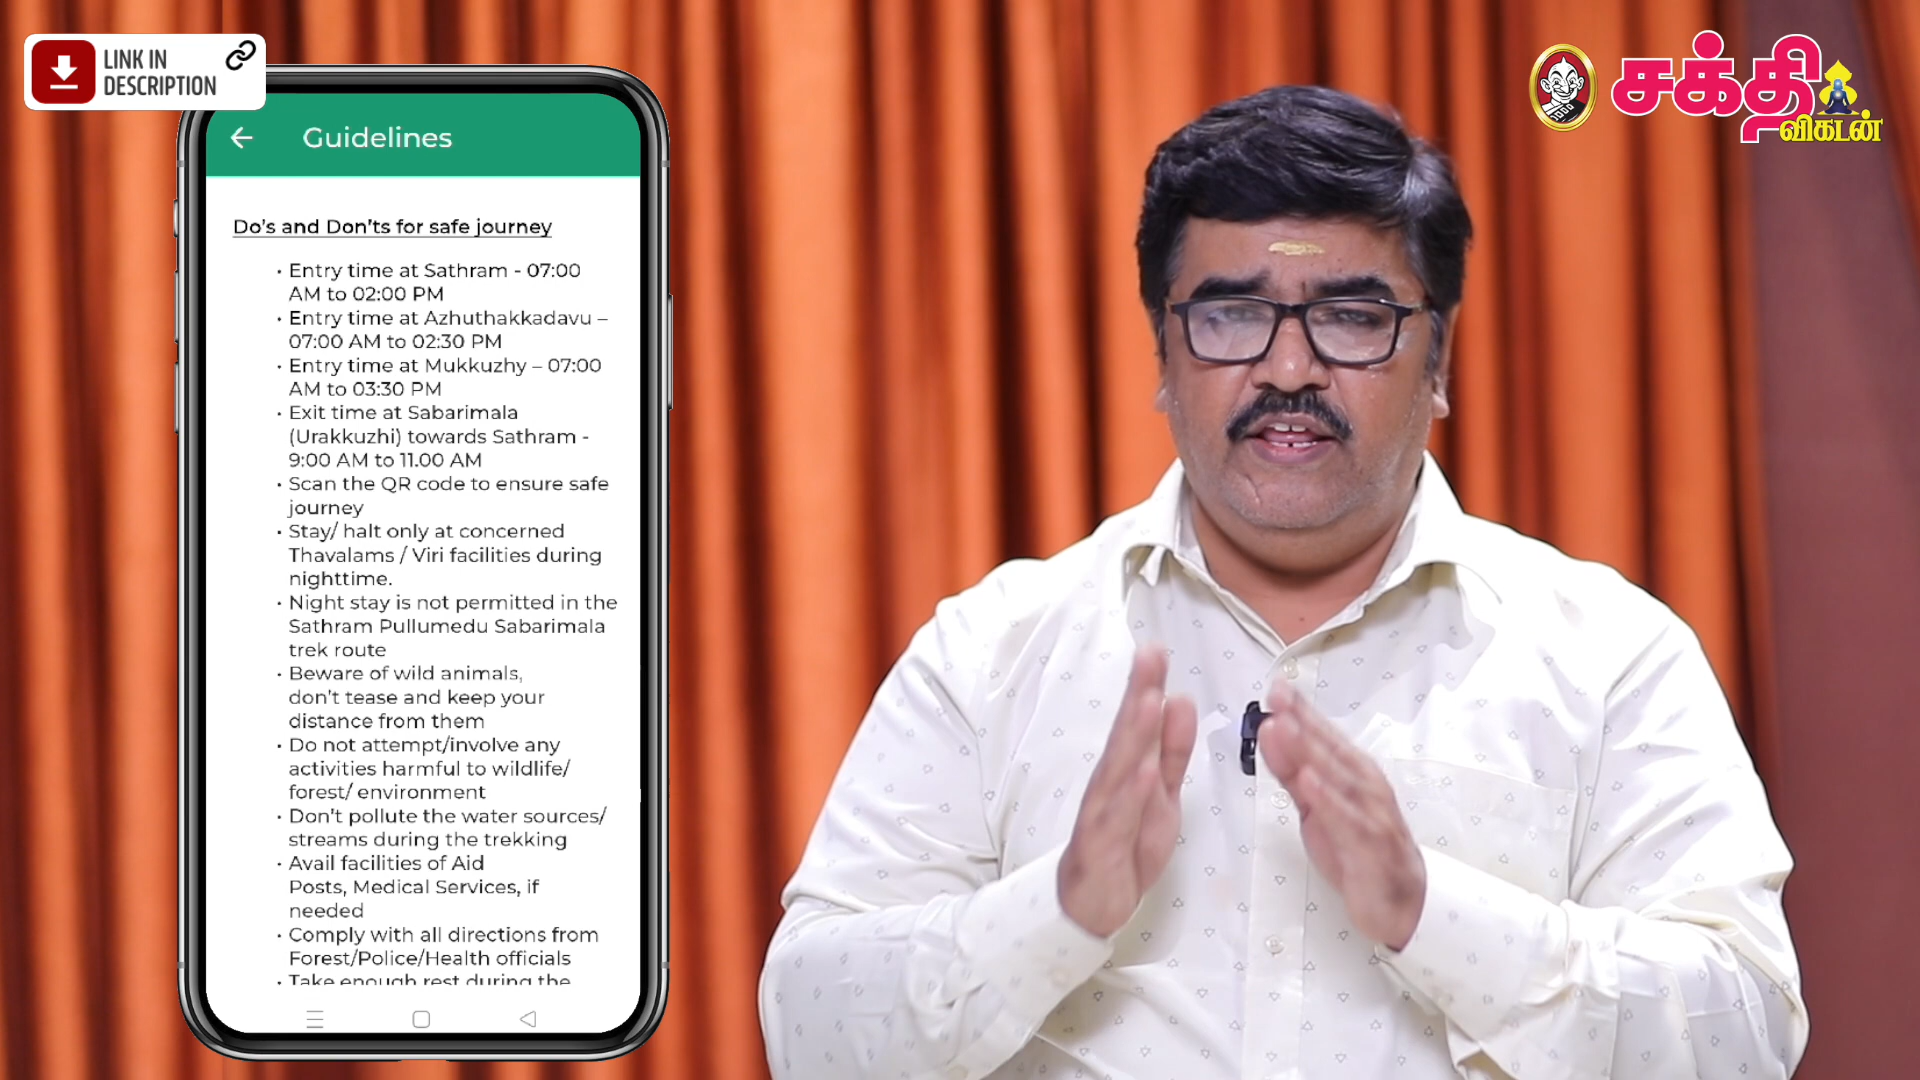 LINK IN
DESCRIPTION
சக்தி
விகடன்
Guidelines
Do's and Don'ts for safe journey
• Entry time at Sathram - 07:00
AM to 02:00 PM
• Entry time at Azhuthakkadavu –
07:00 AM to 02:30 PM
• Entry time at Mukkuzhy – 07:00
AM to 03:30 PM
• Exit time at Sabarimala
(Urakkuzhi) towards Sathram -
9:00 AM to 11.00 AM
• Scan the QR code to ensure safe
journey
• Stay/ halt only at concerned
Thavalams / Viri facilities during
nighttime.
• Night stay is not permitted in the
Sathram Pullumedu Sabarimala
trek route
• Beware of wild animals,
don't tease and keep your
distance from them
• Do not attempt/involve any
activities harmful to wildlife/
forest/ environment
• Don't pollute the water sources/
streams during the trekking
• Avail facilities of Aid
Posts, Medical Services, if
needed
• Comply with all directions from
Forest/Police/Health officials
• Take enough rest during the